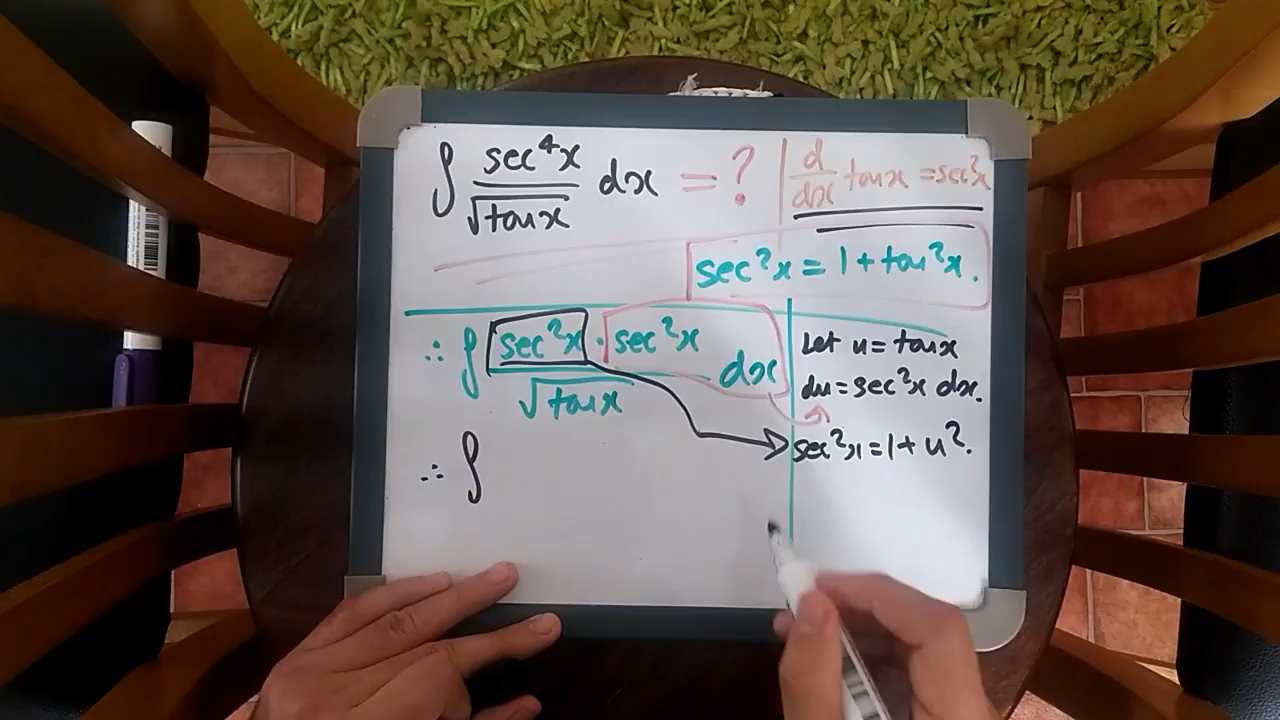 ∫ sec⁴x / √tanx dx = ?
d/dx tanx = sec²x
sec²x = 1 + tan²x.
∴ ∫ sec²x · sec²x / √tanx dx
Let u = tanx
du = sec²x dx.
sec²x = 1 + u².
∴ ∫